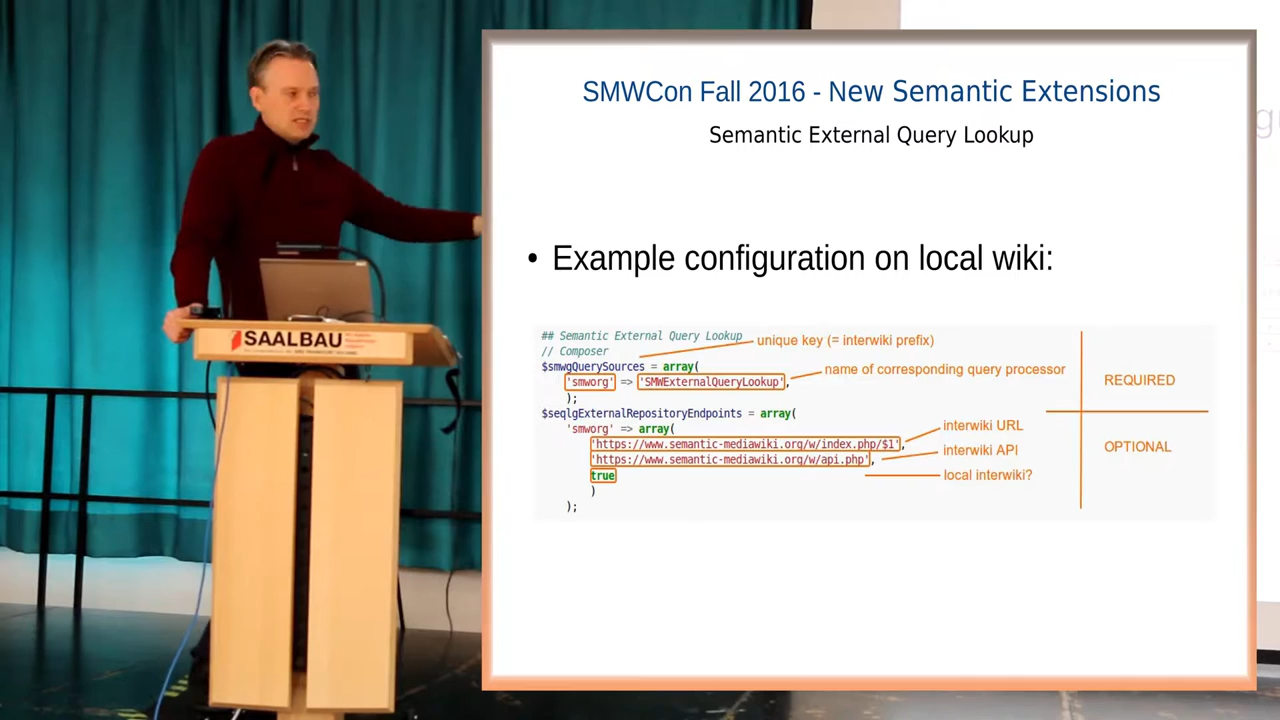 SMWCon Fall 2016 - New Semantic Extensions
Semantic External Query Lookup
• Example configuration on local wiki:
## Semantic External Query Lookup
// Composer
unique key (= interwiki prefix)
$smwgQuerySources = array(
'smworg' => 'SMWExternalQueryLookup',
name of corresponding query processor
);
REQUIRED
$seqlgExternalRepositoryEndpoints = array(
'smworg' => array(
interwiki URL
'https://www.semantic-mediawiki.org/w/index.php/$1',
OPTIONAL
interwiki API
'https://www.semantic-mediawiki.org/w/api.php',
true
local interwiki?
)
);
SAALBAU